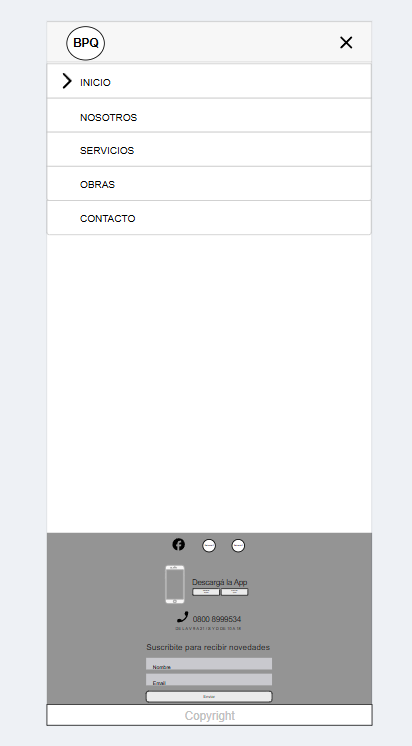 BPQ
INICIO
NOSOTROS
SERVICIOS
OBRAS
CONTACTO
Descargá la App
0800 8999534
Suscribite para recibir novedades
Nombre
Email
Enviar
Copyright